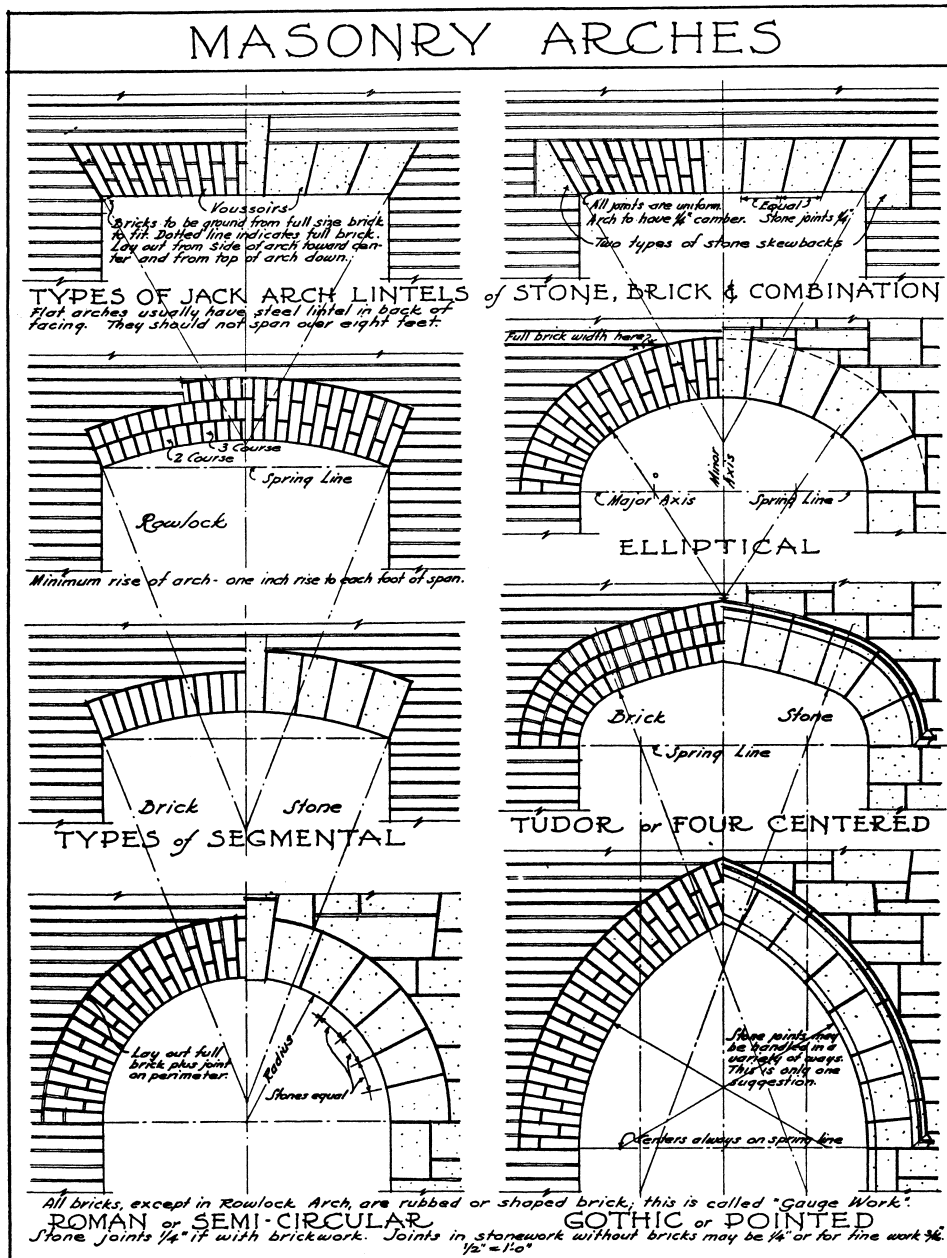 MASONRY ARCHES
Voussoirs
Bricks to be ground from full size brick
to fit. Dotted line indicates full brick.
Lay out from side of arch toward cen-
ter and from top of arch down.
All joints are uniform.
Arch to have 1/8" camber.
Equal
Stone joints 1/4"
Two types of stone skewbacks
TYPES OF JACK ARCH LINTELS of STONE, BRICK & COMBINATION
Flat arches usually have steel lintel in back of
facing. They should not span over eight feet.
3 Course
2 Course
Spring Line
Rowlock
Minimum rise of arch - one inch rise to each foot of span.
Full brick width here
Minor
Axis
Major Axis
Spring Line
ELLIPTICAL
Brick
Stone
TYPES of SEGMENTAL
Brick
Stone
Spring Line
TUDOR or FOUR CENTERED
Lay out full
brick plus joint
on perimeter.
Radius
Stones equal
Stone joints may
be handled in a
variety of ways.
This is only one
suggestion.
Centers always on spring line
All bricks, except in Rowlock Arch, are rubbed or shaped brick; this is called "Gauge Work".
ROMAN or SEMI-CIRCULAR
GOTHIC or POINTED
Stone joints 1/4" if with brickwork. Joints in stonework without bricks may be 1/4" or for fine work
1/2" = 1'-0"